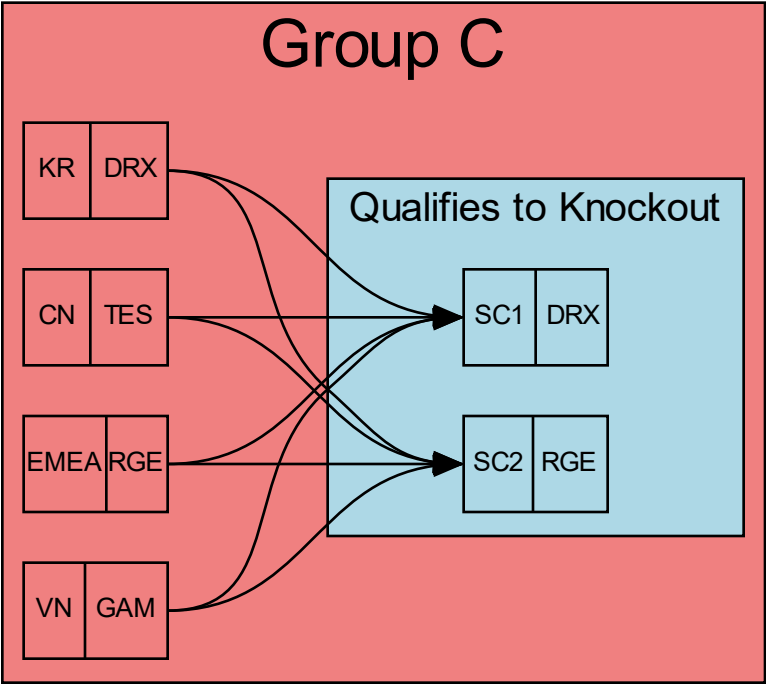 Group C
KR DRX
Qualifies to Knockout
CN TES
SC1 DRX
EMEA RGE
SC2 RGE
VN GAM